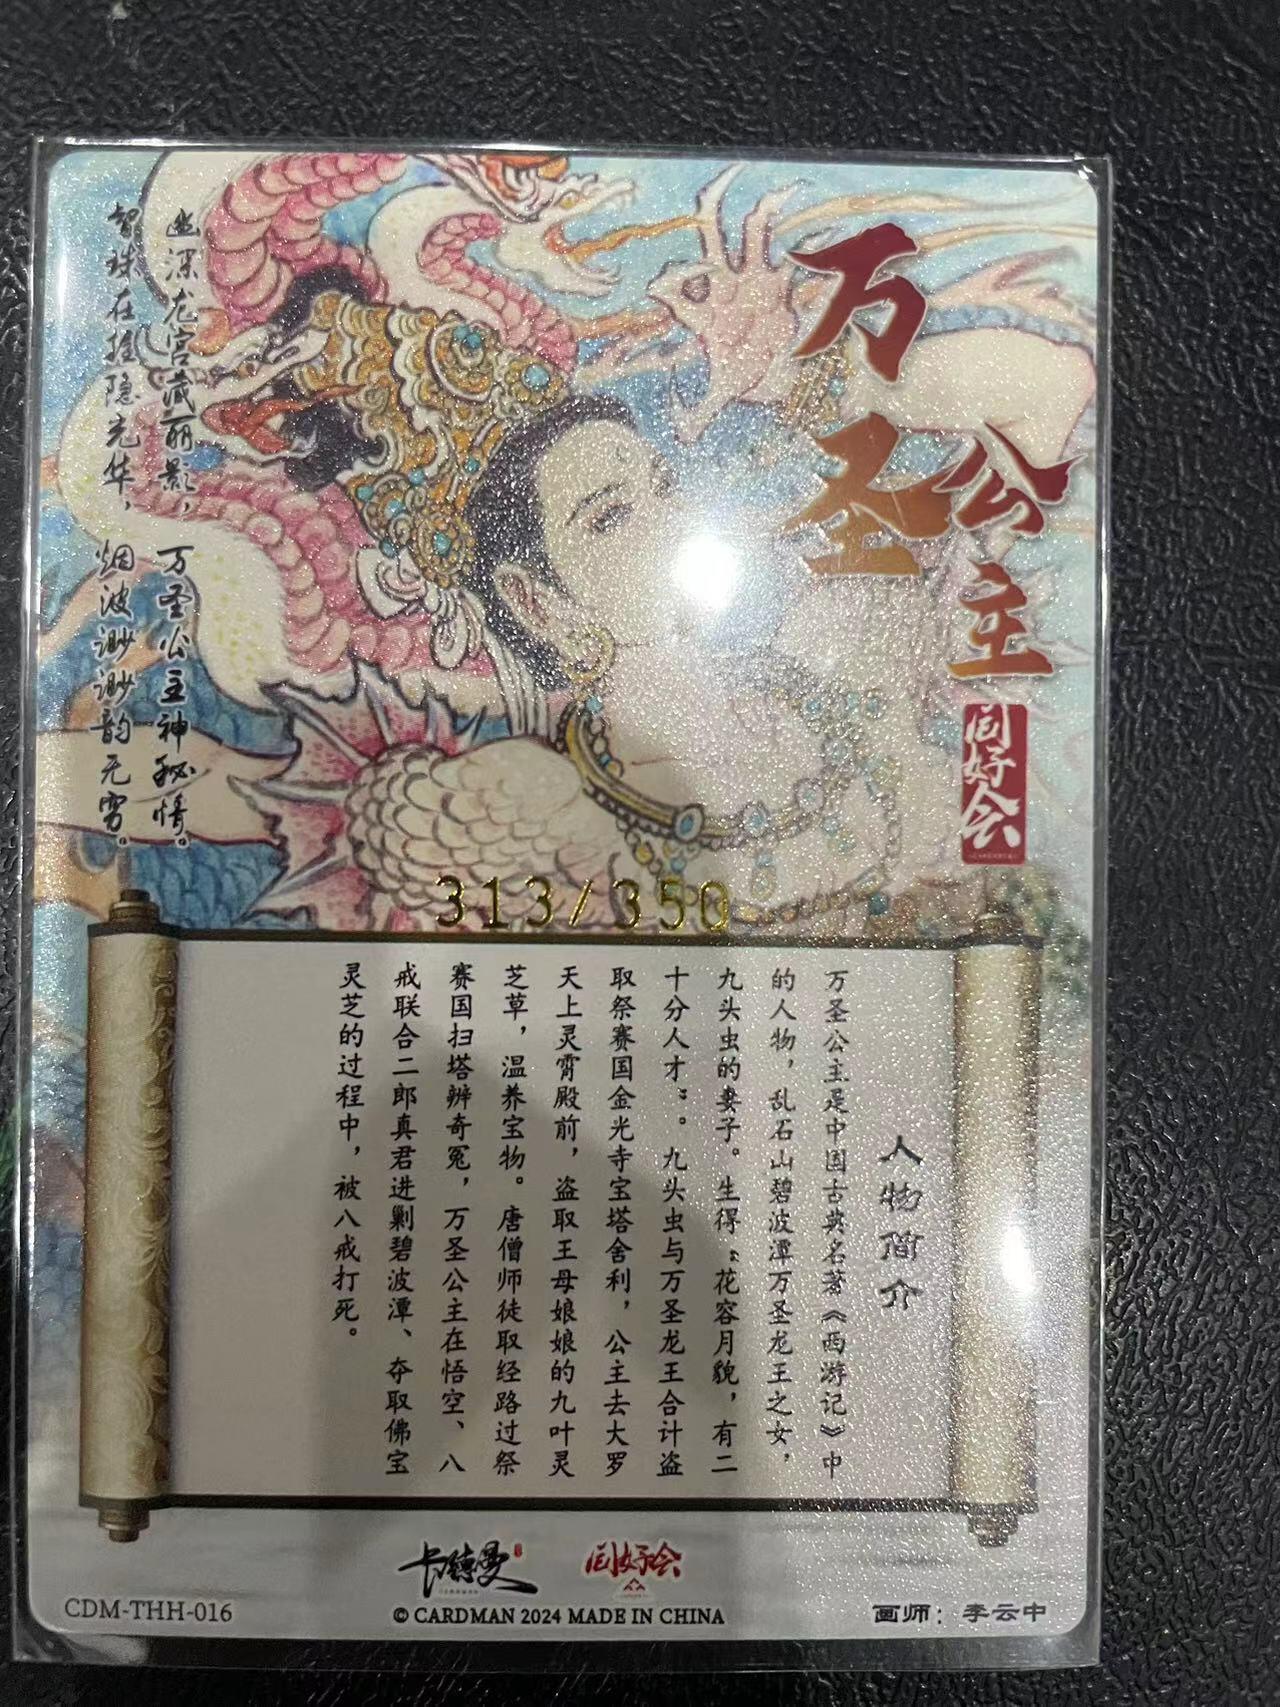 万圣公主
同好会
幽深龙宫藏丽影，万圣公主神秘情。
智珠在握隐光华，烟波渺渺韵无穷。
313/350
人物简介
万圣公主是中国古典名著《西游记》中
的人物，乱石山碧波潭万圣龙王之女，
九头虫的妻子。生得“花容月貌，有二
十分人才”。九头虫与万圣龙王合计盗
取祭赛国金光寺宝塔舍利，公主去大罗
天上灵霄殿前，盗取王母娘娘的九叶灵
芝草，温养宝物。唐僧师徒取经路过祭
赛国扫塔辨奇冤，万圣公主在悟空、八
戒联合二郎真君进剿碧波潭、夺取佛宝
灵芝的过程中，被八戒打死。
卡德曼
同好会
CDM-THH-016
© CARDMAN 2024 MADE IN CHINA
画师：李云中